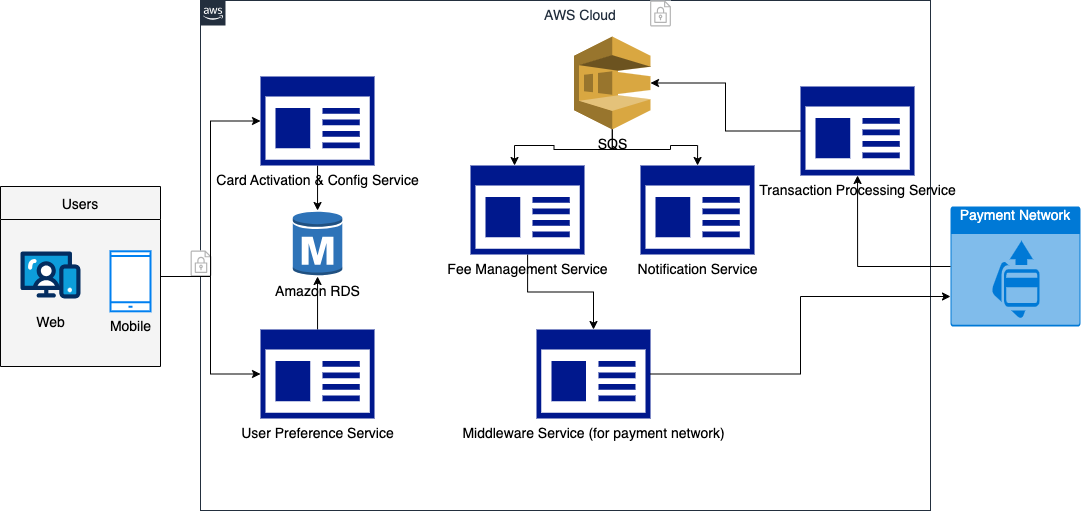 aws
AWS Cloud
SQS
Card Activation & Config Service
Transaction Processing Service
Users
Payment Network
M
Fee Management Service
Notification Service
Amazon RDS
Web
Mobile
User Preference Service
Middleware Service (for payment network)